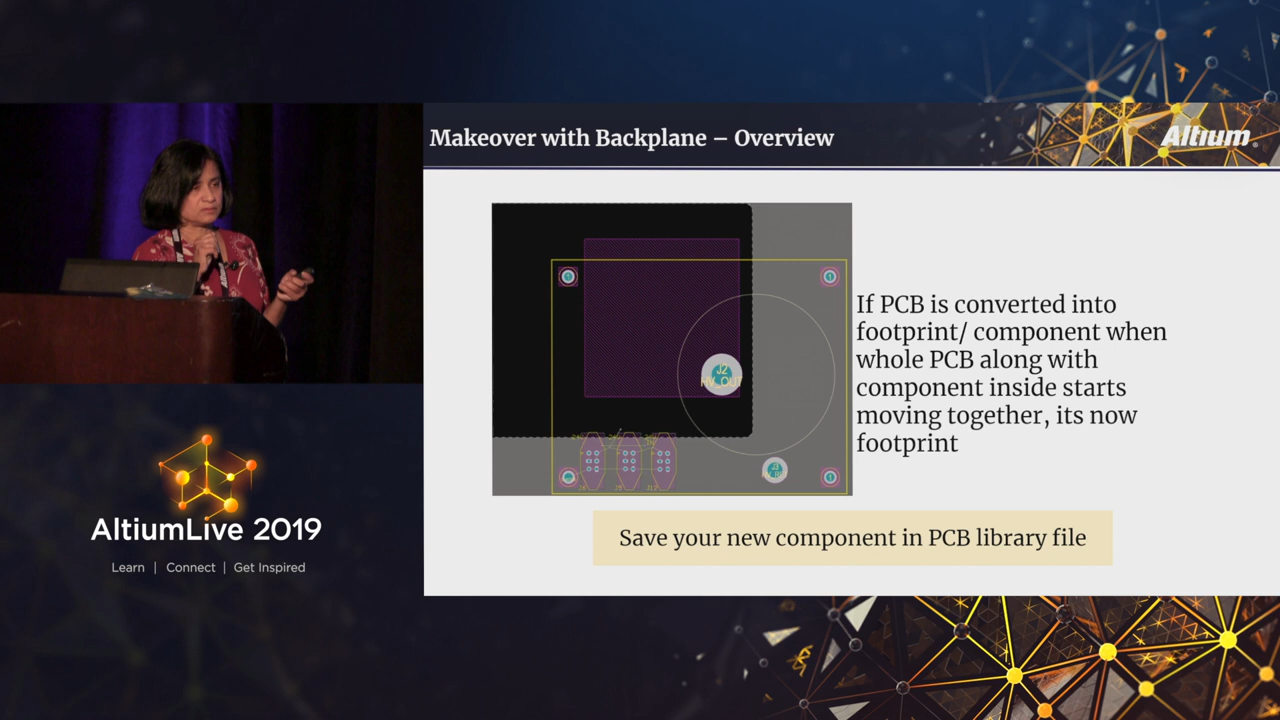 Makeover with Backplane – Overview
Altium
If PCB is converted into
footprint/ component when
whole PCB along with
component inside starts
moving together, its now
footprint
J2
HV_OUT
Save your new component in PCB library file
AltiumLive 2019
Learn | Connect | Get Inspired